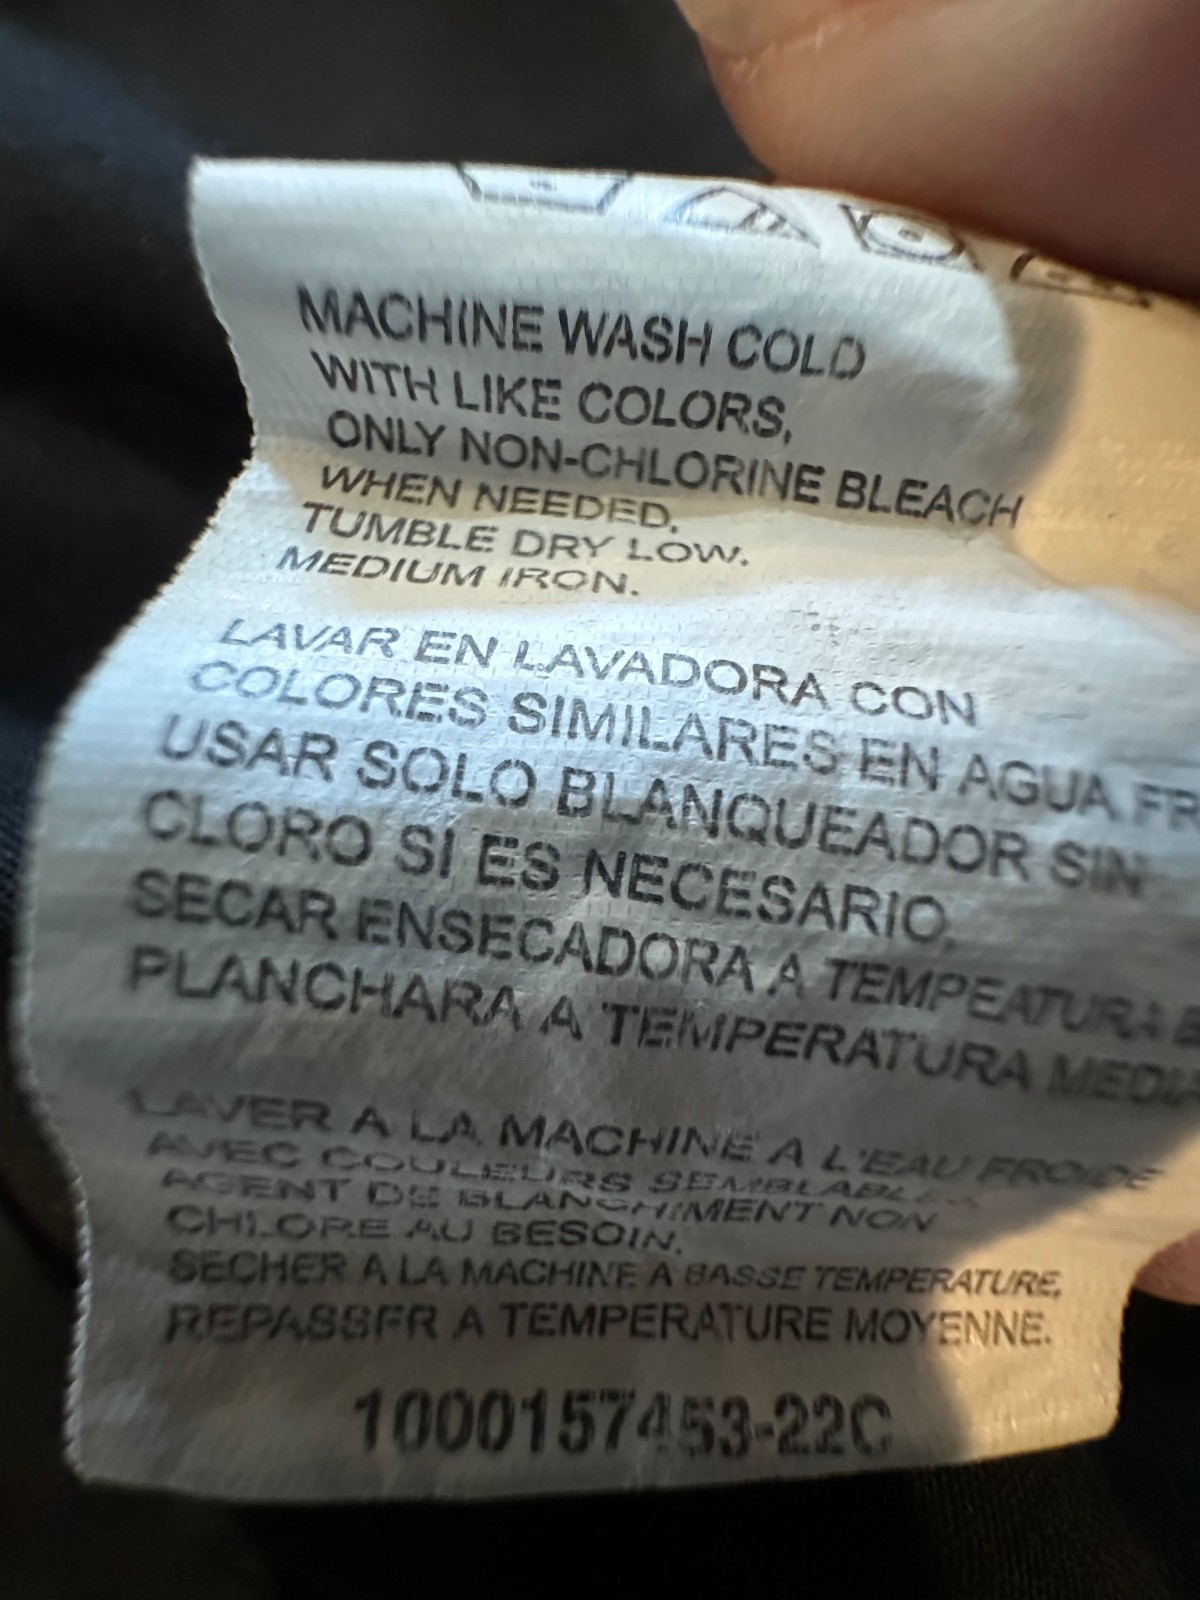 MACHINE WASH COLD
WITH LIKE COLORS,
ONLY NON-CHLORINE BLEACH
WHEN NEEDED,
TUMBLE DRY LOW.
MEDIUM IRON.
LAVAR EN LAVADORA CON
COLORES SIMILARES EN AGUA FR
USAR SOLO BLANQUEADOR SIN
CLORO SI ES NECESARIO,
SECAR ENSECADORA A TEMPEATURA B
PLANCHARA A TEMPERATURA MEDIA
LAVER A LA MACHINE A L'EAU FROIDE
AVEC COULEURS SEMBLABLES
AGENT DE BLANCHIMENT NON
CHLORE AU BESOIN.
SECHER A LA MACHINE A BASSE TEMPERATURE,
REPASSER A TEMPERATURE MOYENNE.
1000157453-22C